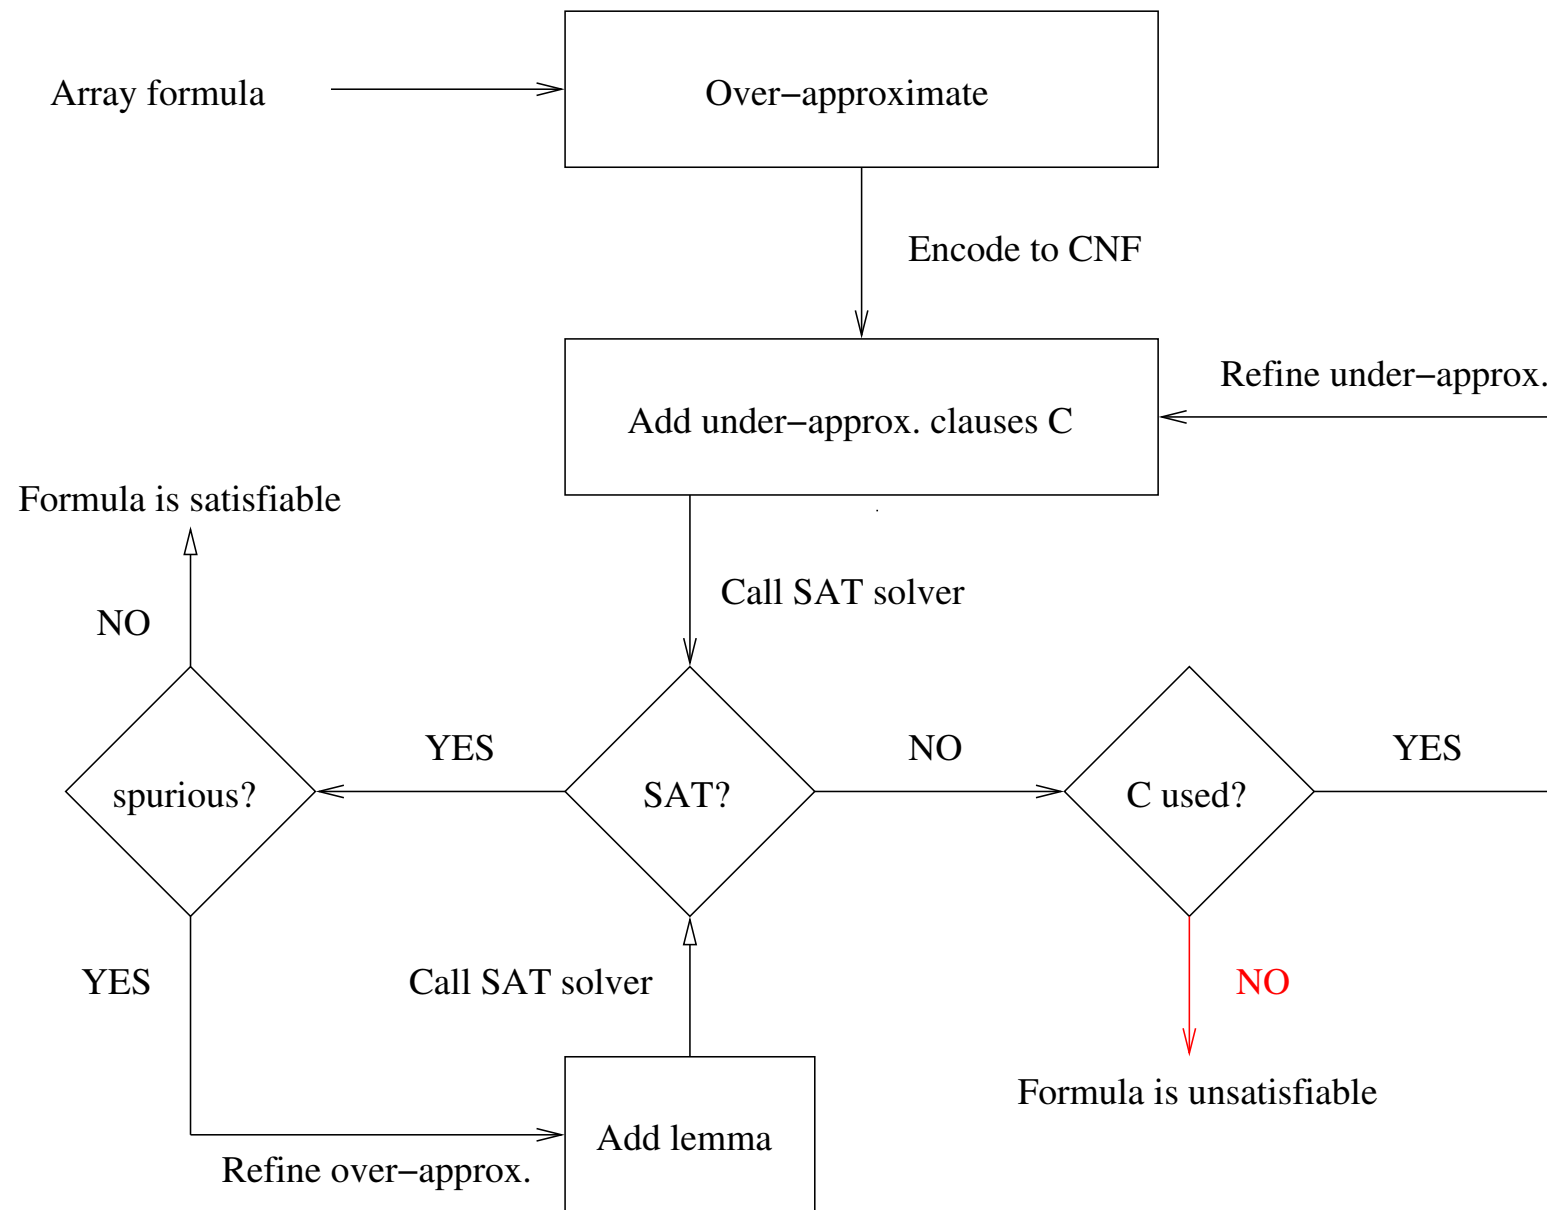 Array formula
Over−approximate
Encode to CNF
Refine under−approx.
Add under−approx. clauses C
Formula is satisfiable
Call SAT solver
NO
YES
NO
YES
spurious?
SAT?
C used?
YES
Call SAT solver
NO
Formula is unsatisfiable
Add lemma
Refine over−approx.